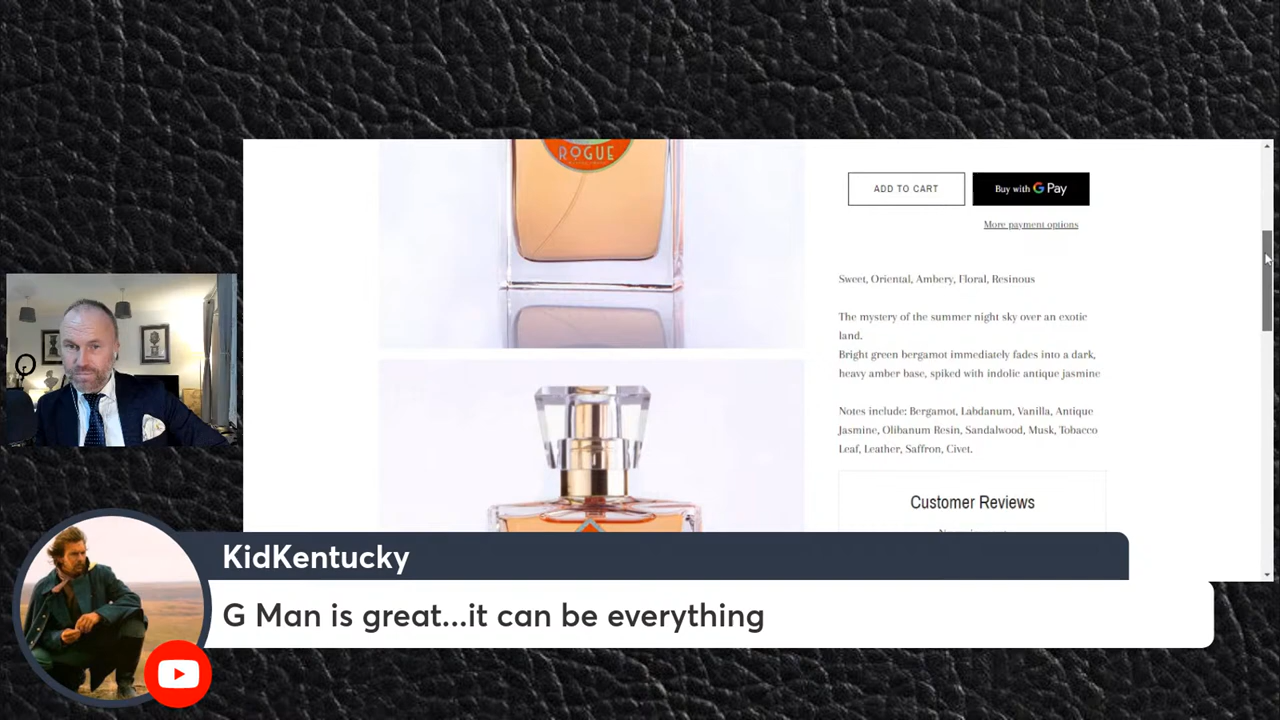 ROGUE
ADD TO CART
Buy with G Pay
More payment options
Sweet, Oriental, Ambery, Floral, Resinous
The mystery of the summer night sky over an exotic
land.
Bright green bergamot immediately fades into a dark,
heavy amber base, spiked with indolic antique jasmine
Notes include: Bergamot, Labdanum, Vanilla, Antique
Jasmine, Olibanum Resin, Sandalwood, Musk, Tobacco
Leaf, Leather, Saffron, Civet.
Customer Reviews
KidKentucky
G Man is great...it can be everything